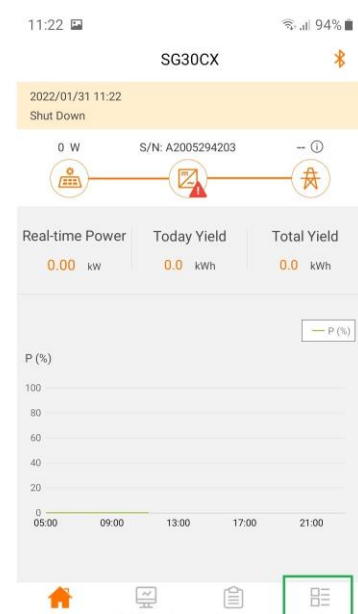 11:22 94%
SG30CX
2022/01/31 11:22
Shut Down
0 W S/N: A2005294203 --
Real-time Power Today Yield Total Yield
0.00 kW 0.0 kWh 0.0 kWh
P (%)
P (%)
100
80
60
40
20
0
05:00 09:00 13:00 17:00 21:00